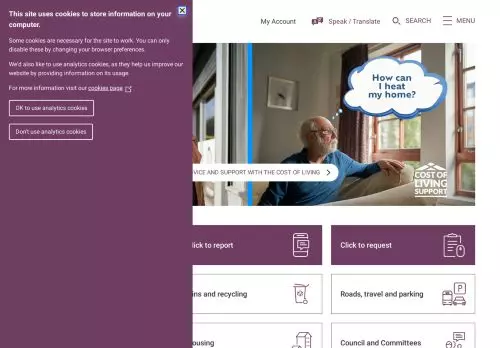 This site uses cookies to store information on your
computer.
Some cookies are necessary for the site to work. You can only
disable these by changing your browser preferences.
We'd also like to use analytics cookies, as they help us improve our
website by providing information on its usage.
For more information visit our cookies page
OK to use analytics cookies
Don't use analytics cookies
My Account
Speak / Translate
SEARCH
MENU
How can
I heat
my home?
VICE AND SUPPORT WITH THE COST OF LIVING
COST OF
LIVING
SUPPORT
lick to report
Click to request
ins and recycling
Roads, travel and parking
ousing
Council and Committees